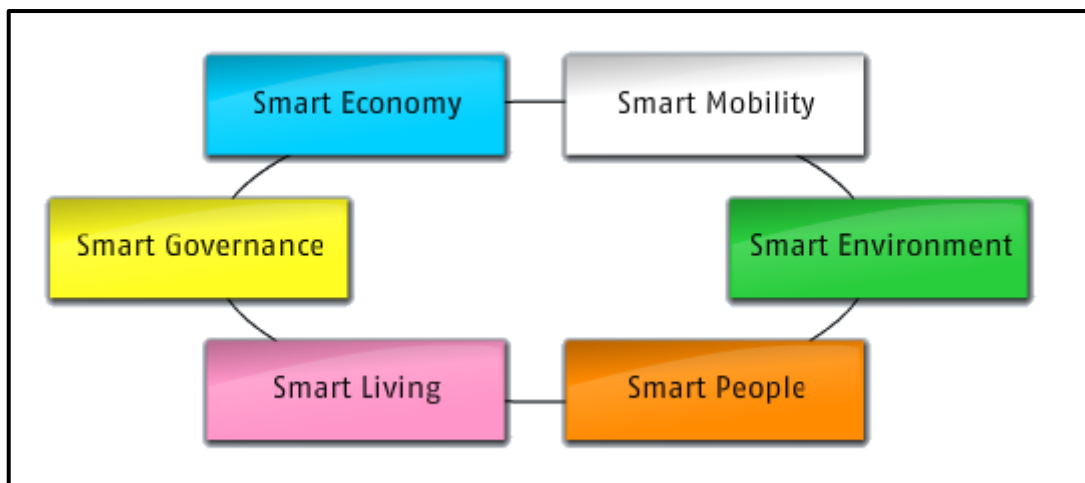 Smart Economy
Smart Mobility
Smart Governance
Smart Environment
Smart Living
Smart People